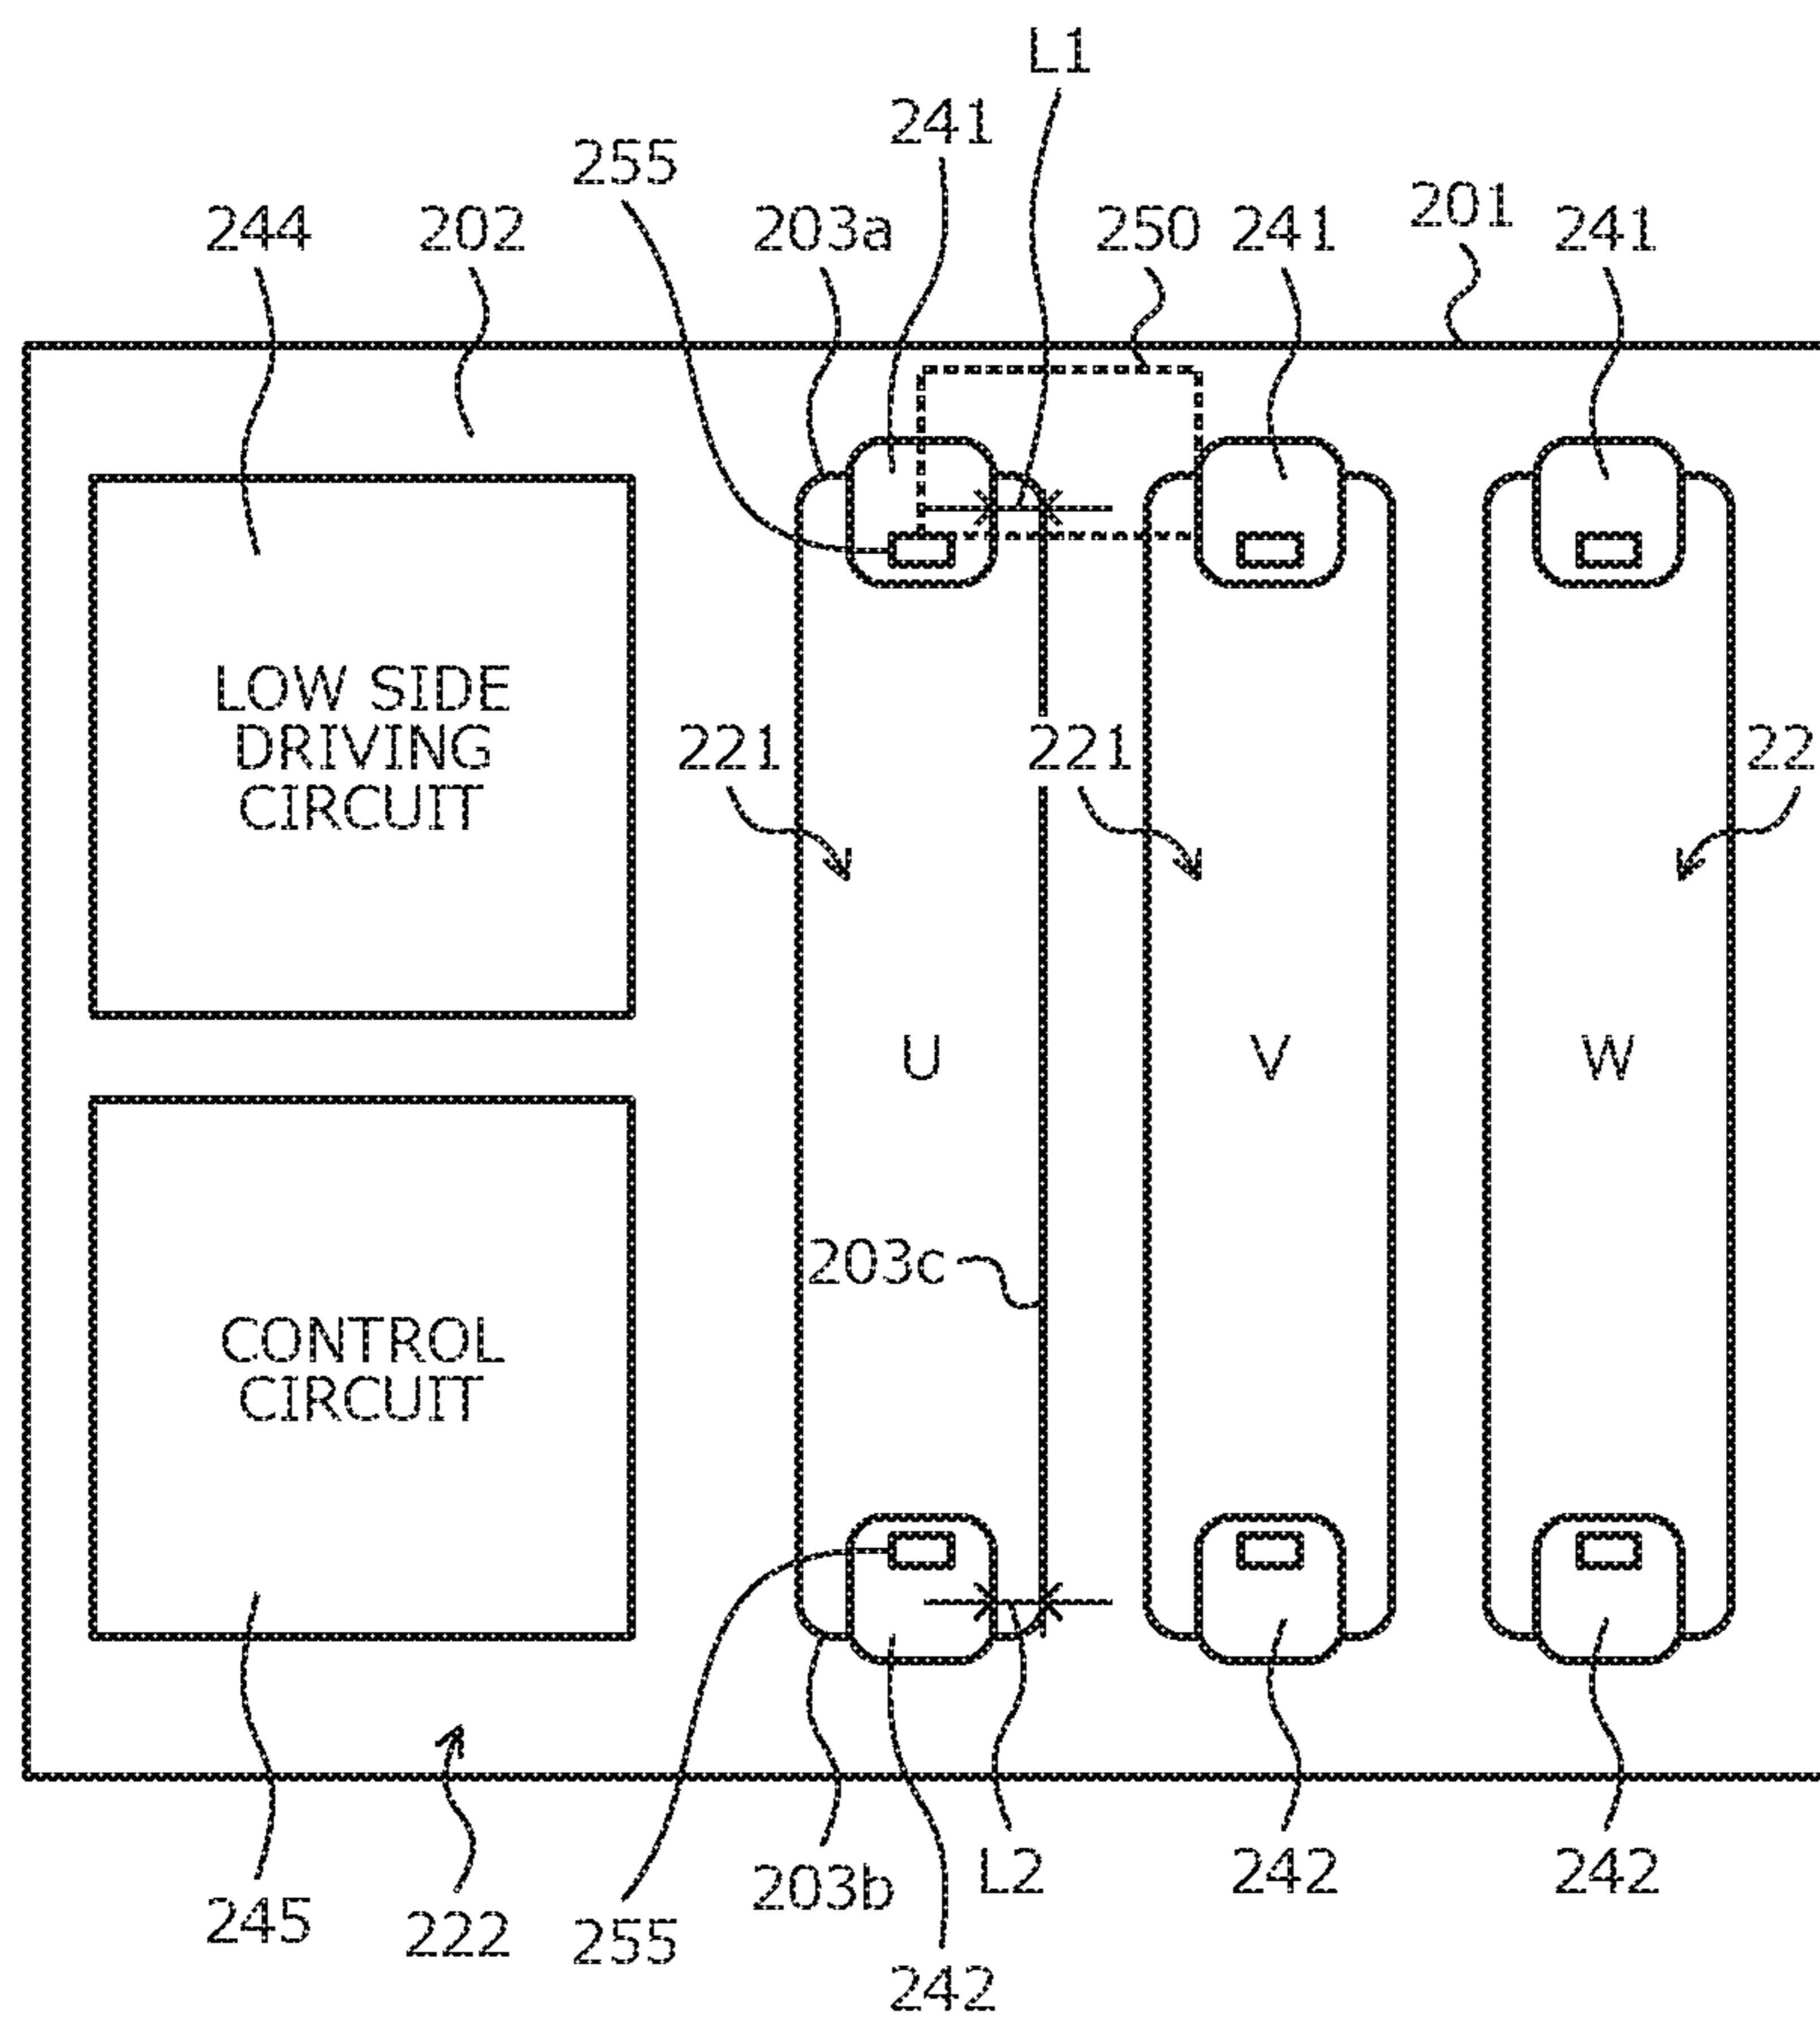 L1
241
255
244 202 203a 250 241 201 241
LOW SIDE
DRIVING
CIRCUIT
221 221 22
U V W
203c
CONTROL
CIRCUIT
245 222 255 203b 242 L2 242 242